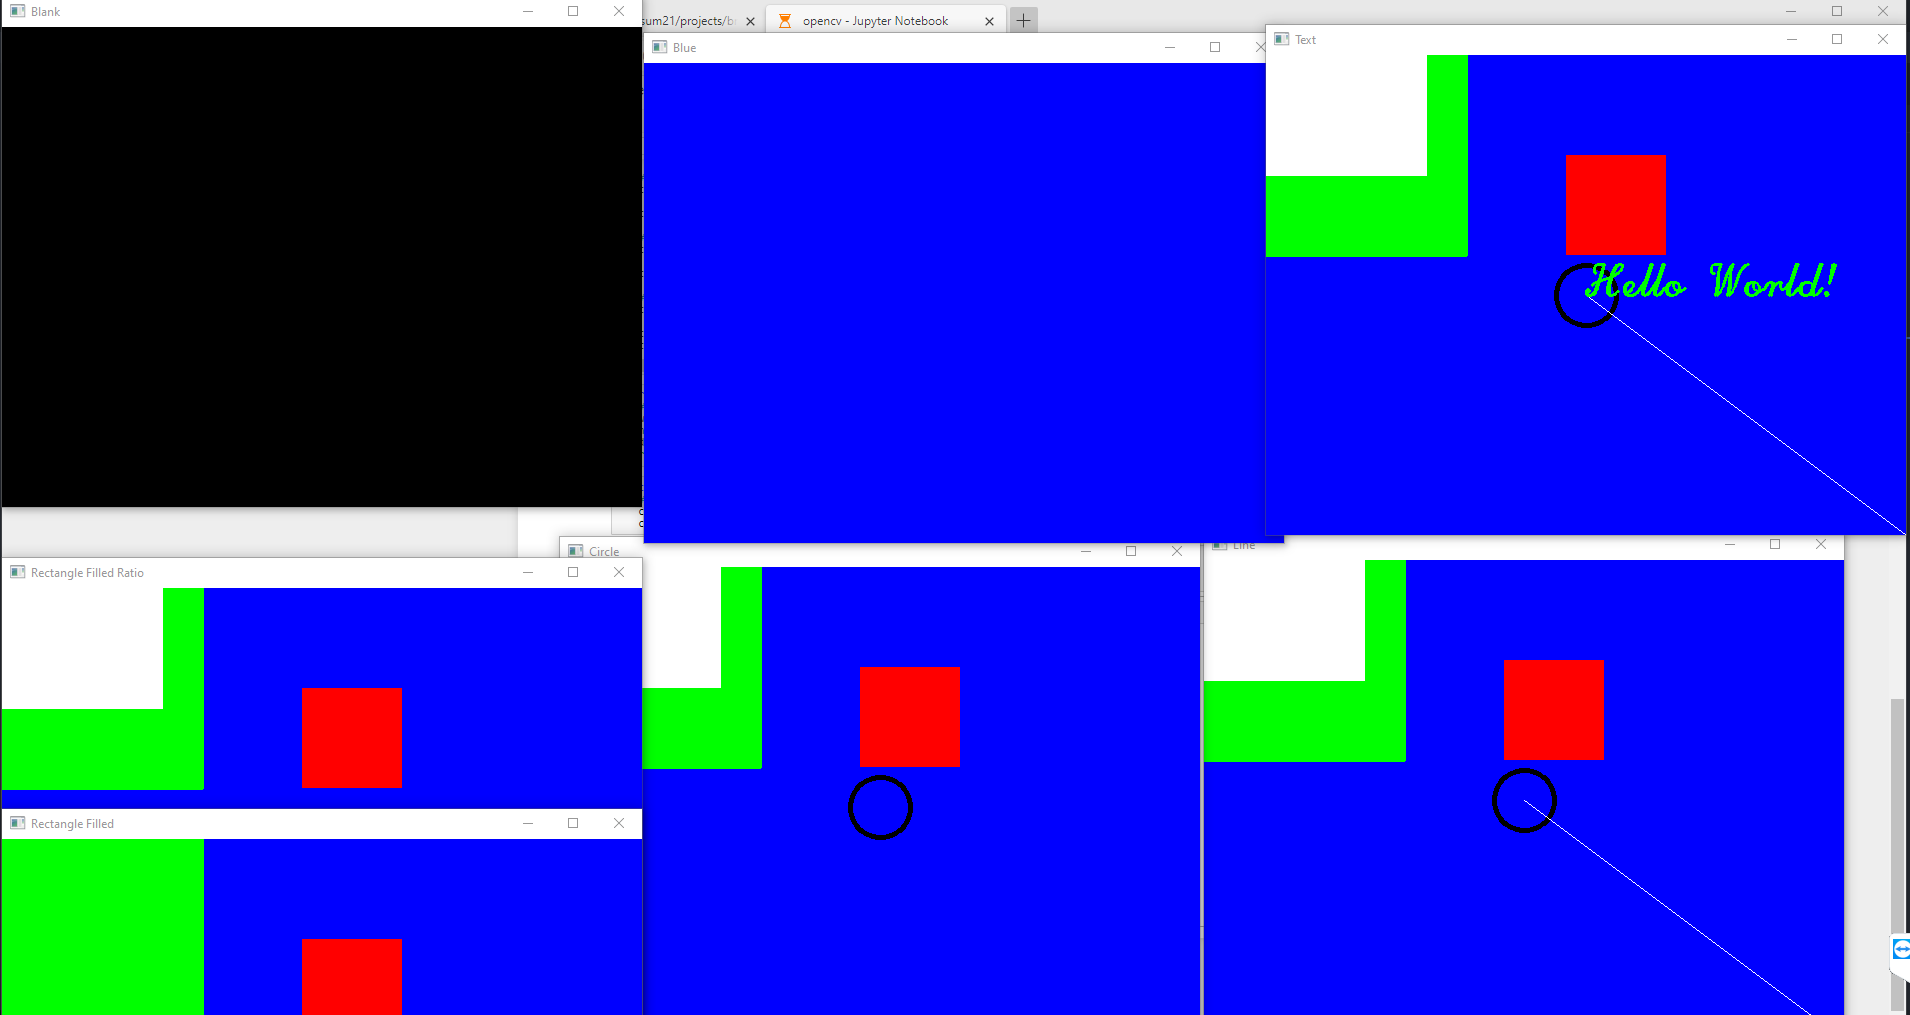 Blank
sum21/projects/b
opencv - Jupyter Notebook
Blue
Text
Hello World!
Circle
Line
Rectangle Filled Ratio
Rectangle Filled